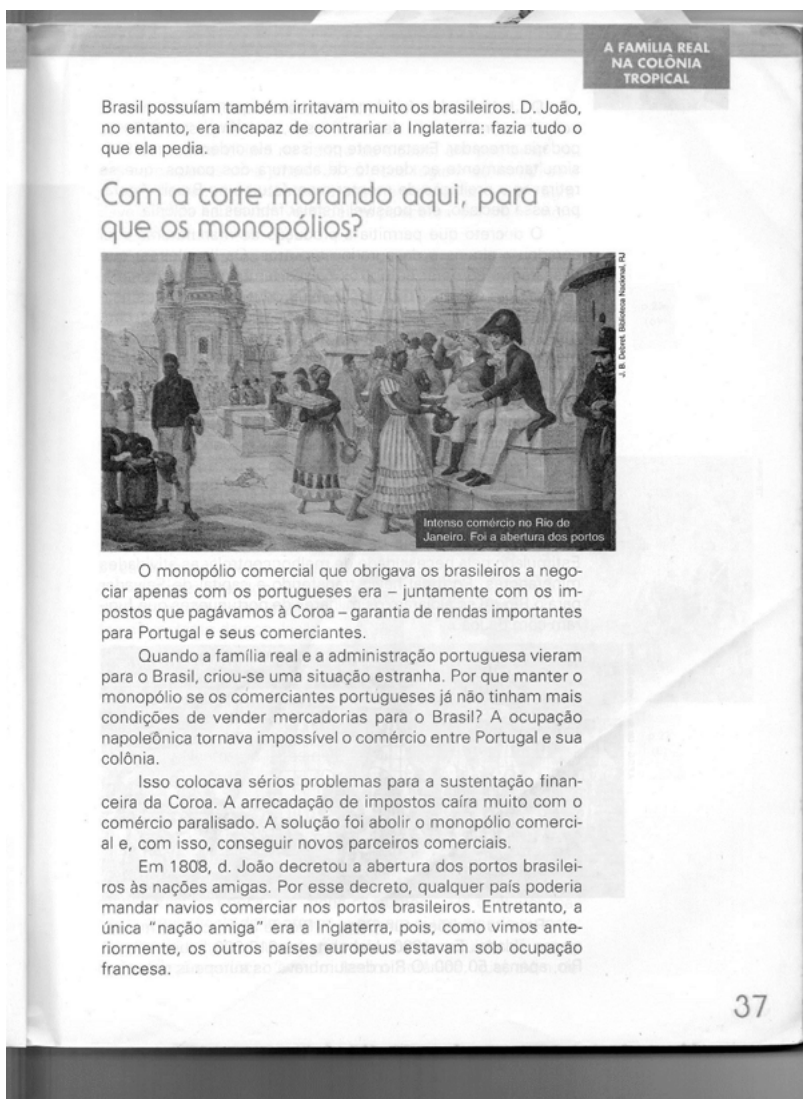 A FAMÍLIA REAL
NA COLÔNIA
TROPICAL
Brasil possuíam também irritavam muito os brasileiros. D. João,
no entanto, era incapaz de contrariar a Inglaterra: fazia tudo o
que ela pedia.
Com a corte morando aqui, para
que os monopólios?
J. B. Debret. Biblioteca Nacional, RJ
Intenso comércio no Rio de
Janeiro. Foi a abertura dos portos
O monopólio comercial que obrigava os brasileiros a nego-
ciar apenas com os portugueses era – juntamente com os im-
postos que pagávamos à Coroa – garantia de rendas importantes
para Portugal e seus comerciantes.
Quando a família real e a administração portuguesa vieram
para o Brasil, criou-se uma situação estranha. Por que manter o
monopólio se os comerciantes portugueses já não tinham mais
condições de vender mercadorias para o Brasil? A ocupação
napoleônica tornava impossível o comércio entre Portugal e sua
colônia.
Isso colocava sérios problemas para a sustentação finan-
ceira da Coroa. A arrecadação de impostos caíra muito com o
comércio paralisado. A solução foi abolir o monopólio comerci-
al e, com isso, conseguir novos parceiros comerciais.
Em 1808, d. João decretou a abertura dos portos brasilei-
ros às nações amigas. Por esse decreto, qualquer país poderia
mandar navios comerciar nos portos brasileiros. Entretanto, a
única "nação amiga" era a Inglaterra, pois, como vimos ante-
riormente, os outros países europeus estavam sob ocupação
francesa.
37